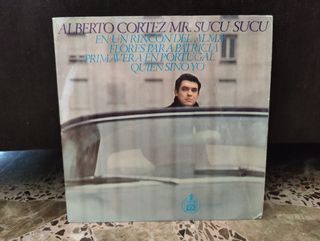 ALBERTO CORTEZ MR. SUCU SUCU
EN UN RINCON DEL ALMA
FLORES PARA PATRICIA
PRIMAVERA EN PORTUGAL
QUIEN SINO YO